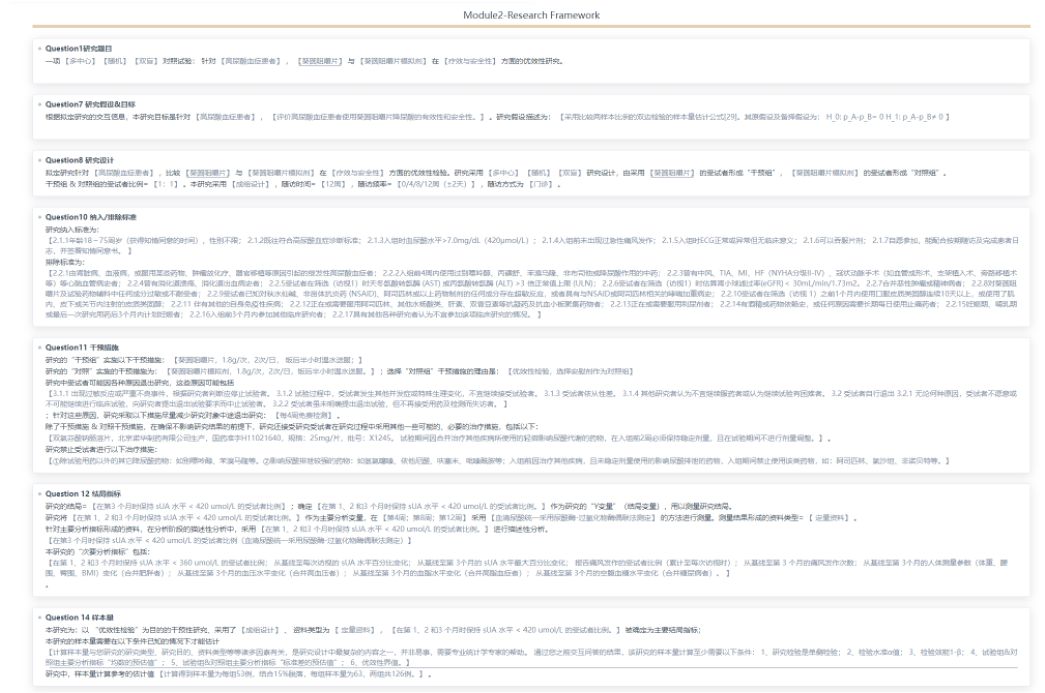 Module2-Research Framework
Question1研究题目
一项 【多中心】 【随机】 【双盲】 对照试验: 针对 【高尿酸血症患者】 , 【葵菌咀嚼片】 与 【葵菌咀嚼片模拟剂】 在 【疗效与安全性】 方面的优效性研究。
Question7 研究假设&目标
根据拟定研究的交互信息, 本研究目标是针对 【高尿酸血症患者】 , 【评价高尿酸血症患者使用葵菌咀嚼片降尿酸的有效性和安全性。】 。研究假设描述为: 【采用比较两样本比例的双边检验的样本量估计公式[29]。其原假设及备择假设为: H_0: p_A-p_B= 0 H_1: p_A-p_B≠ 0 】
Question8 研究设计
拟定研究针对 【高尿酸血症患者】 , 比较 【葵菌咀嚼片】 与 【葵菌咀嚼片模拟剂】 在 【疗效与安全性】 方面的优效性检验。研究采用 【多中心】 【随机】 【双盲】 研究设计, 由采用 【葵菌咀嚼片】 的受试者形成“干预组”, 【葵菌咀嚼片模拟剂】 的受试者形成“对照组”。
干预组 & 对照组的受试者比例= 【1: 1】 。本研究采用 【成组设计】 , 随访时间= 【12周】 , 随访频率= 【0/4/8/12周 (±2天) 】 , 随访方式为 【门诊】 。
Question10 纳入/排除标准
研究纳入标准为:
【2.1.1年龄18-75周岁 (获得知情同意的时间) , 性别不限; 2.1.2既往符合高尿酸血症诊断标准; 2.1.3入组时血尿酸水平>7.0mg/dL (420μmol/L) ; 2.1.4入组前未出现过急性痛风发作; 2.1.5入组时ECG正常或异常但无临床意义; 2.1.6可以吞服片剂; 2.1.7自愿参加, 能配合按期随访及完成患者日
志, 并签署知情同意书。 】
排除标准为:
【2.2.1由肾脏病、血液病、或服用某些药物、肿瘤放化疗、器官移植等原因引起的继发性高尿酸血症者; 2.2.2入组前4周内使用过别嘌呤醇、丙磺舒、苯溴马隆、非布司他或降尿酸作用的中药; 2.2.3曾有中风、TIA、MI、HF (NYHA分级II-IV) 、冠状动脉手术 (如血管成形术、支架植入术、旁路移植术
等) 等心脑血管病史者; 2.2.4曾有消化道溃疡、消化道出血病史者; 2.2.5受试者在筛选 (访视1) 时天冬氨酸转氨酶 (AST) 或丙氨酸转氨酶 (ALT) >3 倍正常值上限 (ULN) ; 2.2.6受试者在筛选 (访视1) 时估算肾小球滤过率(eGFR) < 30mL/min/1.73m2。 2.2.7合并恶性肿瘤或精神病者; 2.2.8对葵菌咀
嚼片及试验药物辅料中任何成分过敏或不耐受者; 2.2.9受试者已知对秋水仙碱、非甾体抗炎药 (NSAID)、阿司匹林或以上药物制剂的任何成分存在超敏反应, 或者具有与NSAID或阿司匹林相关的哮喘加重病史; 2.2.10受试者在筛选 (访视 1) 之前1个月内使用口服皮质类固醇连续10天以上, 或使用了肌
内、皮下或关节内注射的皮质类固醇; 2.2.11 伴有其他的自身免疫性疾病; 2.2.12正在或需要服用阿司匹林、其他水杨酸类、肝素、双香豆素等抗凝药及抗血小板聚集药物者; 2.2.13正在或需要服用利尿剂者; 2.2.14有酒精或药物依赖史, 或任何原因需要长期每日使用止痛药者; 2.2.15妊娠期、哺乳期
或最后一次研究用药后3个月内计划妊娠者; 2.2.16入组前3个月内参加其他临床研究者; 2.2.17具有其他各种研究者认为不宜参加该项临床研究的情况。 】
Question11 干预措施
研究的“干预组”实施以下干预措施: 【葵菌咀嚼片, 1.8g/次, 2次/日, 饭后半小时温水送服; 】
研究的“对照”实施的干预措施为: 【葵菌咀嚼片模拟剂, 1.8g/次, 2次/日, 饭后半小时温水送服。】 ; 选择“对照组”干预措施的理由是: 【优效性检验, 选择安慰剂作为对照】
研究中受试者可能因各种原因退出研究, 这些原因可能包括
【3.1.1 出现过敏反应或严重不良事件, 根据研究者判断应停止试验者。 3.1.2 试验过程中, 受试者发生其他并发症或特殊生理变化, 不宜继续接受试验者。 3.1.3 受试者依从性差。 3.1.4 其他研究者认为不宜继续服药者或认为继续试验有困难者。 3.2 受试者自行退出 3.2.1 无论何种原因, 受试者不愿意或
不可能继续进行临床试验, 向研究者提出退出试验要求而中止试验者。 3.2.2 受试者虽未明确提出退出试验, 但不再接受用药及检测而失访者。 】
; 针对这些原因, 研究采取以下措施尽量减少研究对象中途退出研究: 【每4周免费检测】 。
除了干预措施 & 对照干预措施, 在确保不影响研究结果的前提下, 研究还接受研究受试者在研究过程中采用其他一些可能的、必要的治疗措施, 包括以下:
【双氯芬酸钠肠溶片, 北京诺华制药有限公司生产, 国药准字H11021640, 规格: 25mg/片, 批号: X1245。 试验期间因合并治疗其他疾病所使用的轻微影响尿酸代谢的药物, 在入组前2周必须保持稳定剂量, 且在试验期间不进行剂量调整。 】 。
研究禁止受试者进行以下治疗措施:
【①除试验用药以外的其它降尿酸药物: 如别嘌呤醇、苯溴马隆等。②影响尿酸排泄较强的药物: 如氢氯噻嗪、依他尼酸、呋塞米、吡嗪酰胺等; 入组前因治疗其他疾病, 且未稳定剂量使用的影响尿酸排泄的药物, 入组期间禁止使用该类药物, 如: 阿司匹林、氯沙坦、非诺贝特等。 】
Question 12 结局指标
研究的结局= 【在第3 个月时保持 sUA 水平 < 420 umol/L 的受试者比例】 ; 确定 【在第 1、2 和3 个月时保持 sUA 水平 < 420 umol/L 的受试者比例。】 作为研究的“Y变量” (结局变量) , 用以测量研究结局。
研究将 【在第 1、2 和3 个月时保持 sUA 水平 < 420 umol/L 的受试者比例。】 作为主要分析变量, 在 【第4周; 第8周; 第12周】 采用 【血清尿酸统一采用尿酸酶-过氧化物酶偶联法测定】 的方法进行测量。测量结果形成的资料类型= 【 定量资料】 。
针对主要分析指标形成的资料, 在分析阶段的描述性分析中, 采用 【在第 1、2 和3 个月时保持 sUA 水平 < 420 umol/L 的受试者比例。】 进行描述性分析。
【在第3个月时保持 sUA 水平 < 420 umol/L 的受试者比例 (血清尿酸统一采用尿酸酶-过氧化物酶偶联法测定) 】
本研究的“次要分析指标”包括:
【在第 1、2 和3 个月时保持 sUA 水平 < 360 umol/L 的受试者比例; 从基线至每次访视的 sUA 水平百分比变化; 从基线至第 3个月的 sUA 水平最大百分比变化; 报告痛风发作的受试者比例 (累计至每次访视时) ; 从基线至第 3 个月的痛风发作次数; 从基线至第 3个月的人体测量参数 (体重、腰
围、臀围、BMI) 变化 (合并肥胖者) ; 从基线至第 3个月的血压水平变化 (合并高血压者) ; 从基线至第 3个月的血脂水平变化 (合并高脂血症者) ; 从基线至第 3个月的空腹血糖水平变化 (合并糖尿病者) 。 】
。
Question 14 样本量
本研究为: 以“优效性检验”为目的的干预性研究, 采用了 【成组设计】 、资料类型为 【 定量资料】 , 【在第 1、2 和3个月时保持 sUA 水平 < 420 umol/L 的受试者比例。】 被确定为主要结局指标;
本研究的样本量需要在以下条件已知的情况下才能估计
【计算样本量与您研究的研究类型、研究目的、资料类型等等诸多因素有关, 是研究设计中最复杂的内容之一, 并非易事, 需要专业统计学专家的帮助。 通过您之前交互问答的结果, 该研究的样本量计算至少需要以下条件: 1、研究检验是单侧检验; 2、检验水准α值; 3、检验效能1-β; 4、试验组&对
照组主要分析指标“均数的预估值”; 5、试验组&对照组主要分析指标“标准差的预估值”; 6、优效性界值。】
研究中, 样本量计算参考的估计值 【计算得到样本量为每组53例, 结合15%脱落, 每组样本量为63, 两组共126例。】 。